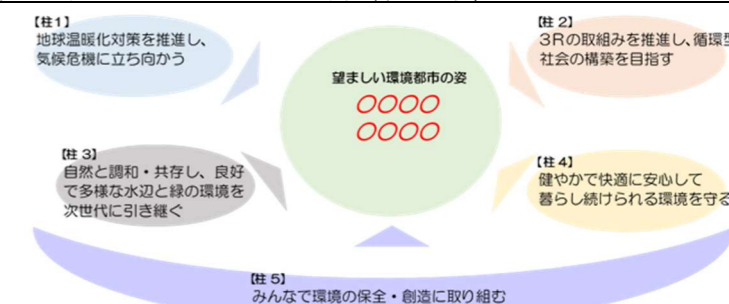 【柱1】
地球温暖化対策を推進し、
気候危機に立ち向かう
【柱 2】
3Rの取組みを推進し、循環型
社会の構築を目指す
望ましい環境都市の姿
〇〇〇〇
〇〇〇〇
【柱 3】
自然と調和・共存し、良好
で多様な水辺と緑の環境を
次世代に引き継ぐ
【柱 4】
健やかで快適に安心して
暮らし続けられる環境を守る
【柱 5】
みんなで環境の保全・創造に取り組む